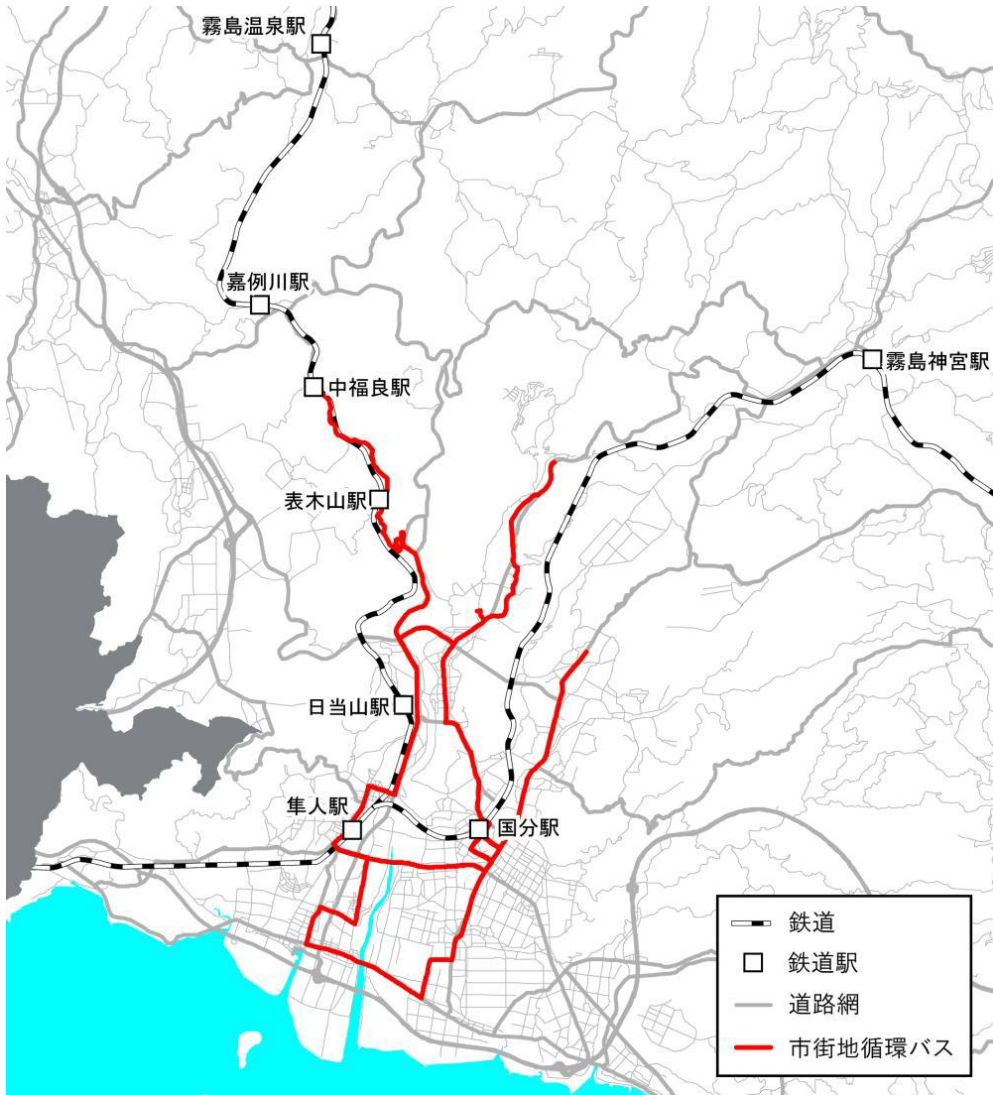 霧島温泉駅
嘉例川駅
霧島神宮駅
中福良駅
表木山駅
日当山駅
隼人駅
国分駅
鉄道
鉄道駅
道路網
市街地循環バス